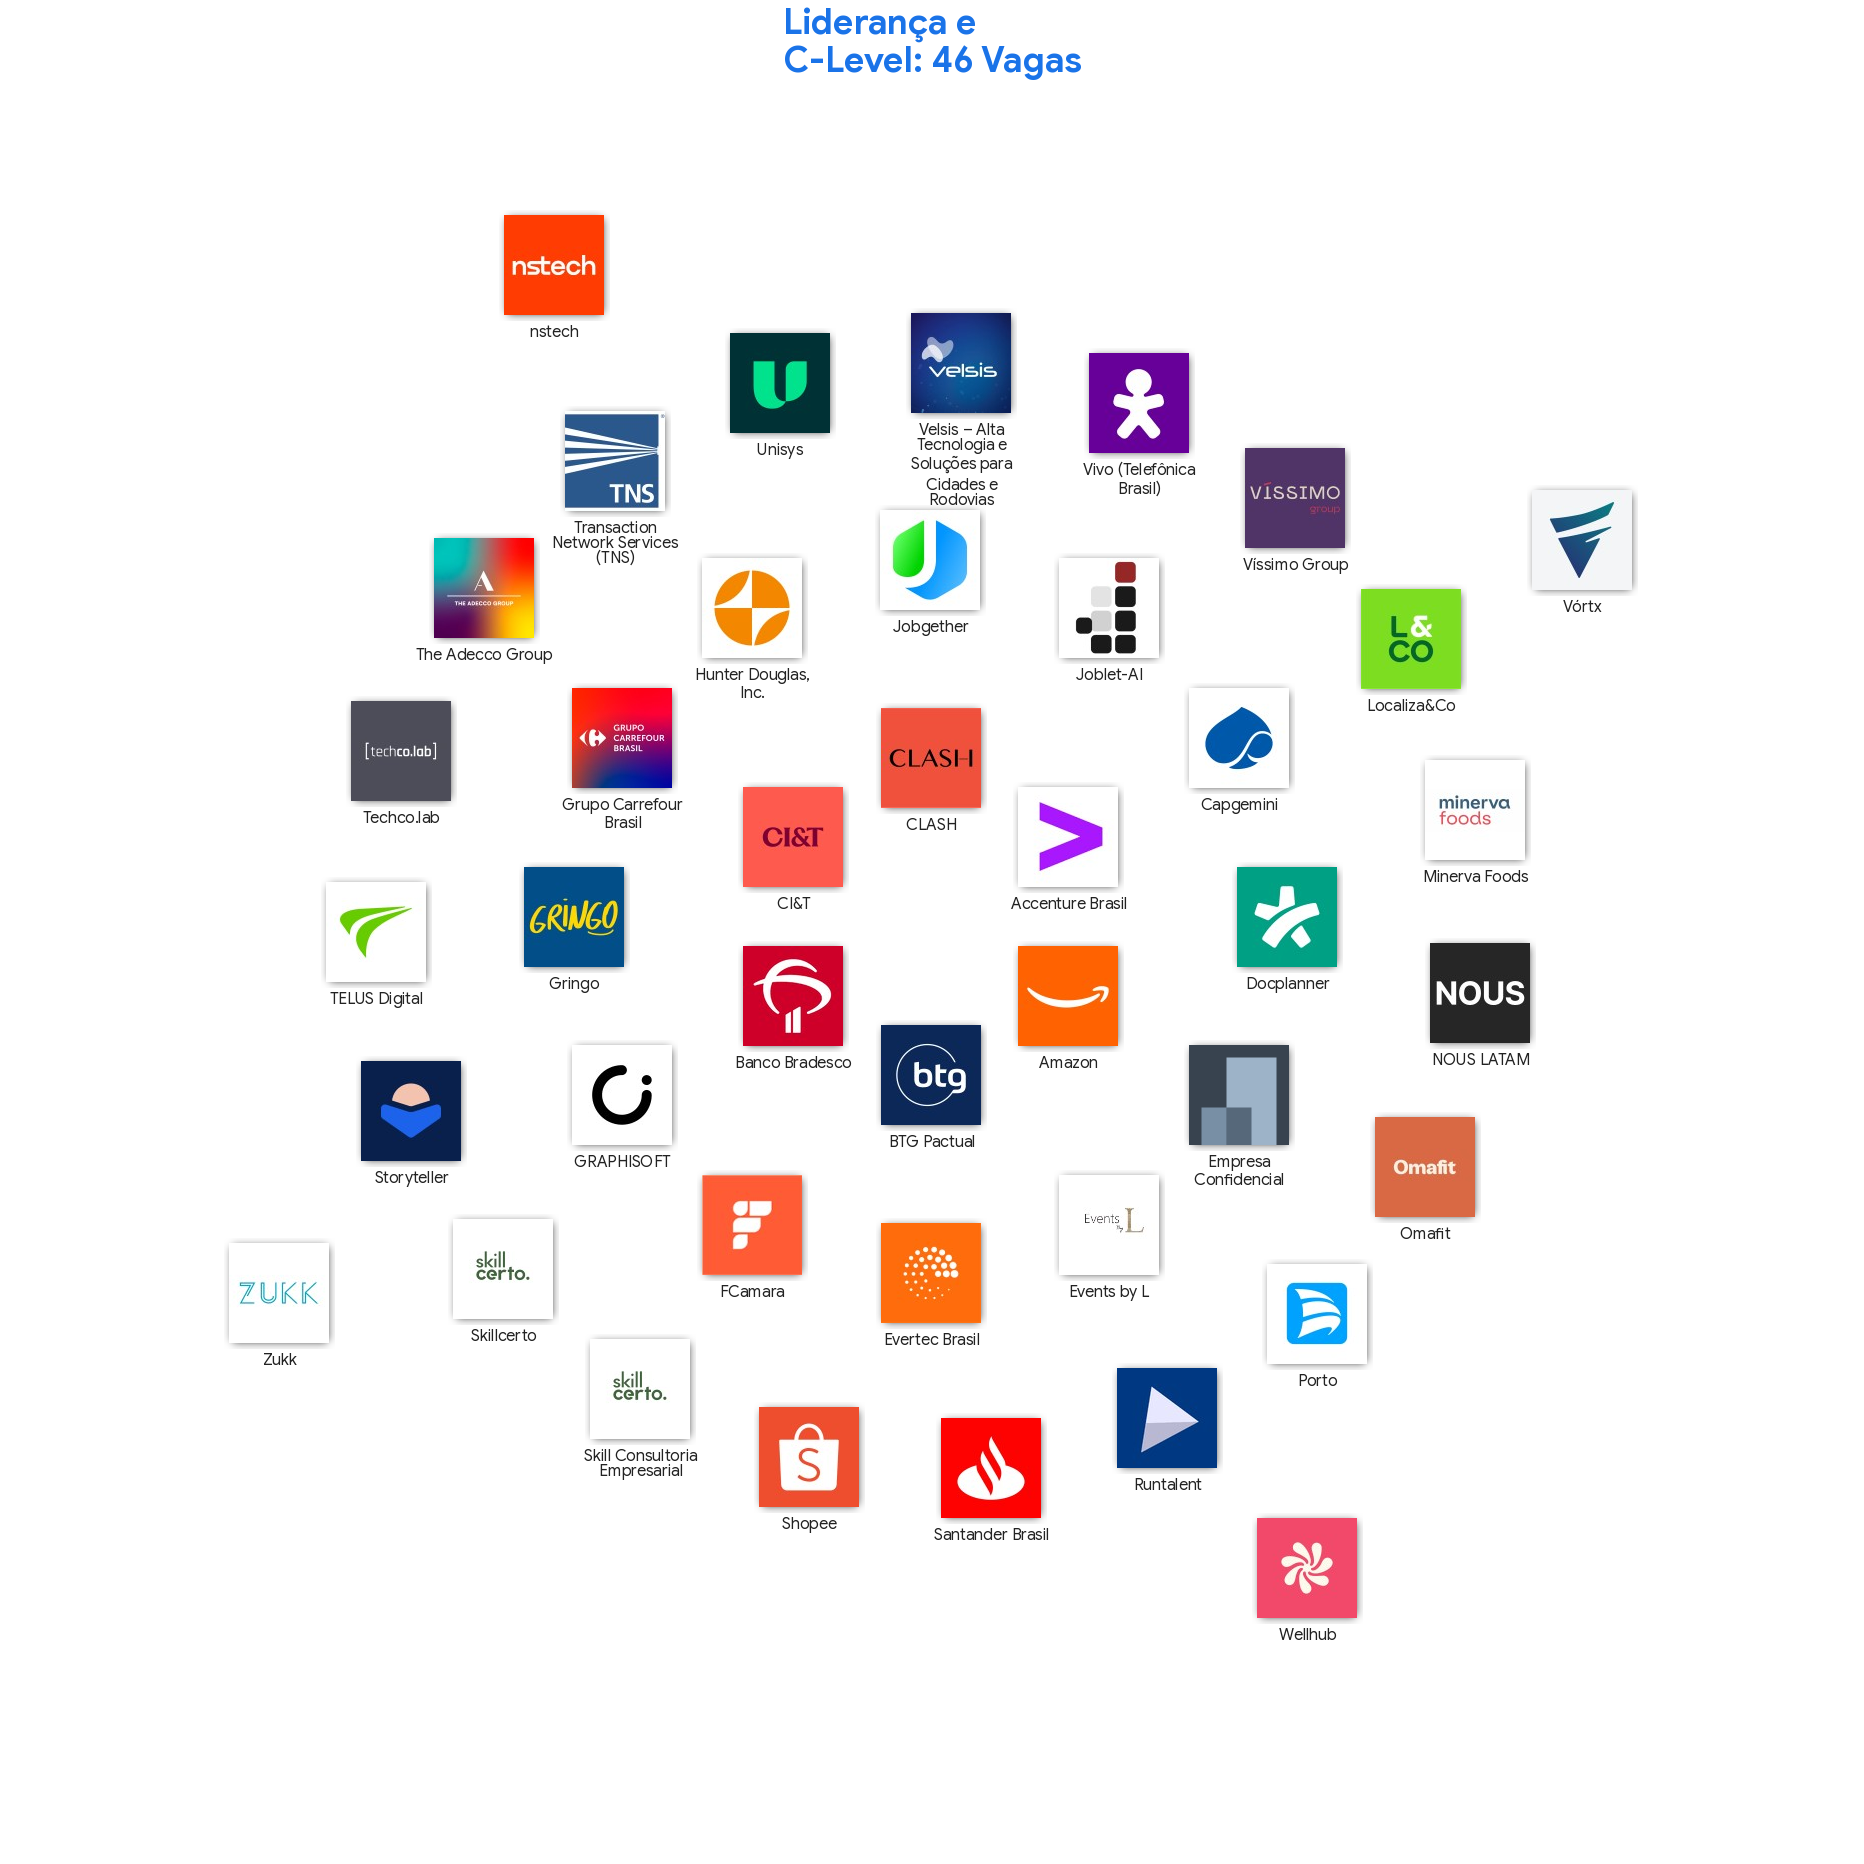 Liderança e
C-Level: 46 Vagas
nstech
nstech
Unisys
velsis
Velsis – Alta
Tecnologia e
Soluções para
Cidades e
Rodovias
Vivo (Telefônica
Brasil)
TNS
Transaction
Network Services
(TNS)
VÍSSIMO
group
Víssimo Group
Vórtx
A
THE ADECCO GROUP
The Adecco Group
Hunter Douglas,
Inc.
Jobgether
Joblet-AI
L&
CO
Localiza&Co
[techco.lab]
Techco.lab
GRUPO
CARREFOUR
BRASIL
Grupo Carrefour
Brasil
CLASH
CLASH
Capgemini
minerva
foods
Minerva Foods
CI&T
CI&T
Accenture Brasil
TELUS Digital
GRINGO
Gringo
Docplanner
NOUS
NOUS LATAM
Banco Bradesco
Amazon
btg
BTG Pactual
Storyteller
GRAPHISOFT
Empresa
Confidencial
Omafit
Omafit
ZUKK
Zukk
skill
certo.
Skillcerto
FCamara
Evertec Brasil
Events
by L
Events by L
Porto
skill
certo.
Skill Consultoria
Empresarial
S
Shopee
Santander Brasil
Runtalent
Wellhub